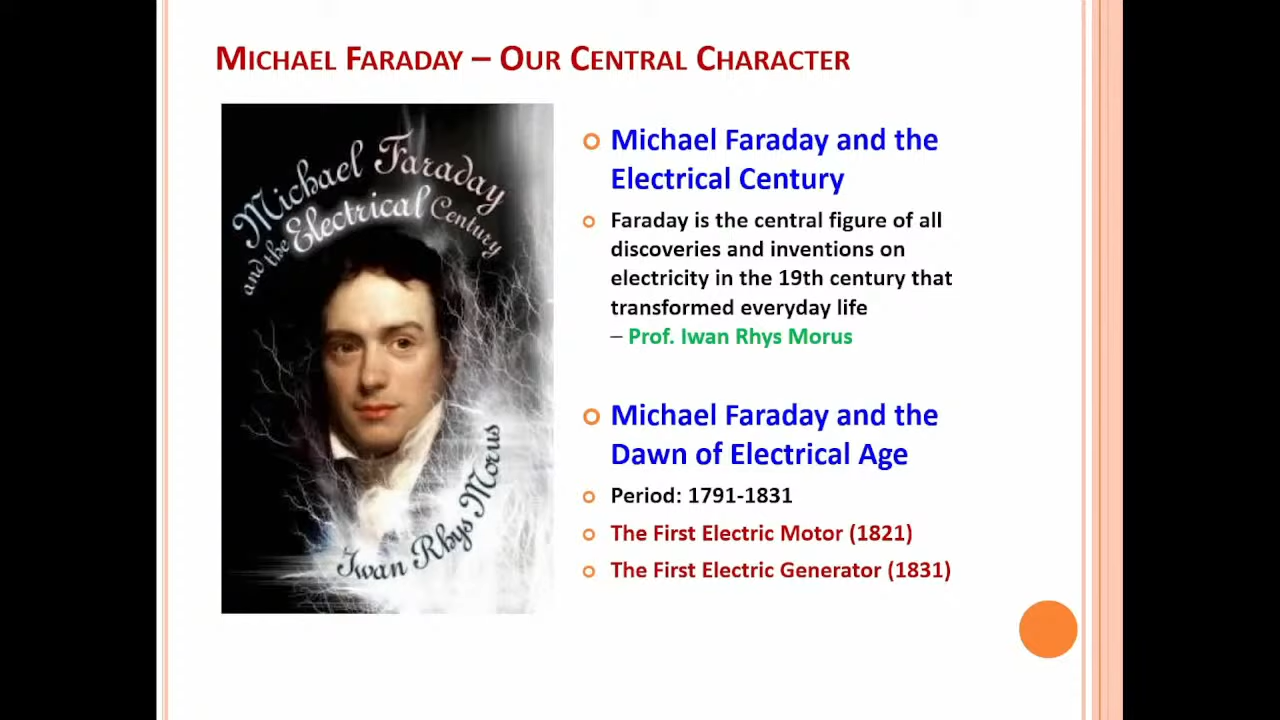 MICHAEL FARADAY – OUR CENTRAL CHARACTER
Michael Faraday
and the Electrical Century
Iwan Rhys Morus
Michael Faraday and the
Electrical Century
Faraday is the central figure of all
discoveries and inventions on
electricity in the 19th century that
transformed everyday life
– Prof. Iwan Rhys Morus
Michael Faraday and the
Dawn of Electrical Age
Period: 1791-1831
The First Electric Motor (1821)
The First Electric Generator (1831)